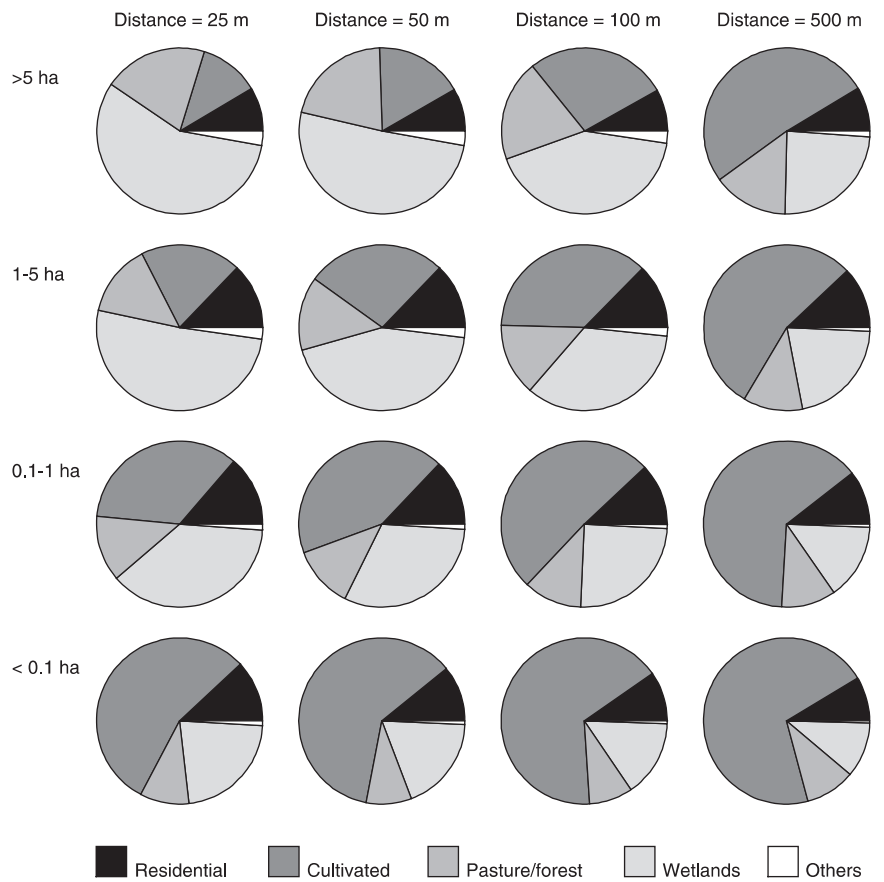 Distance = 25 m Distance = 50 m Distance = 100 m Distance = 500 m
>5 ha
1-5 ha
0.1-1 ha
< 0.1 ha
Residential Cultivated Pasture/forest Wetlands Others